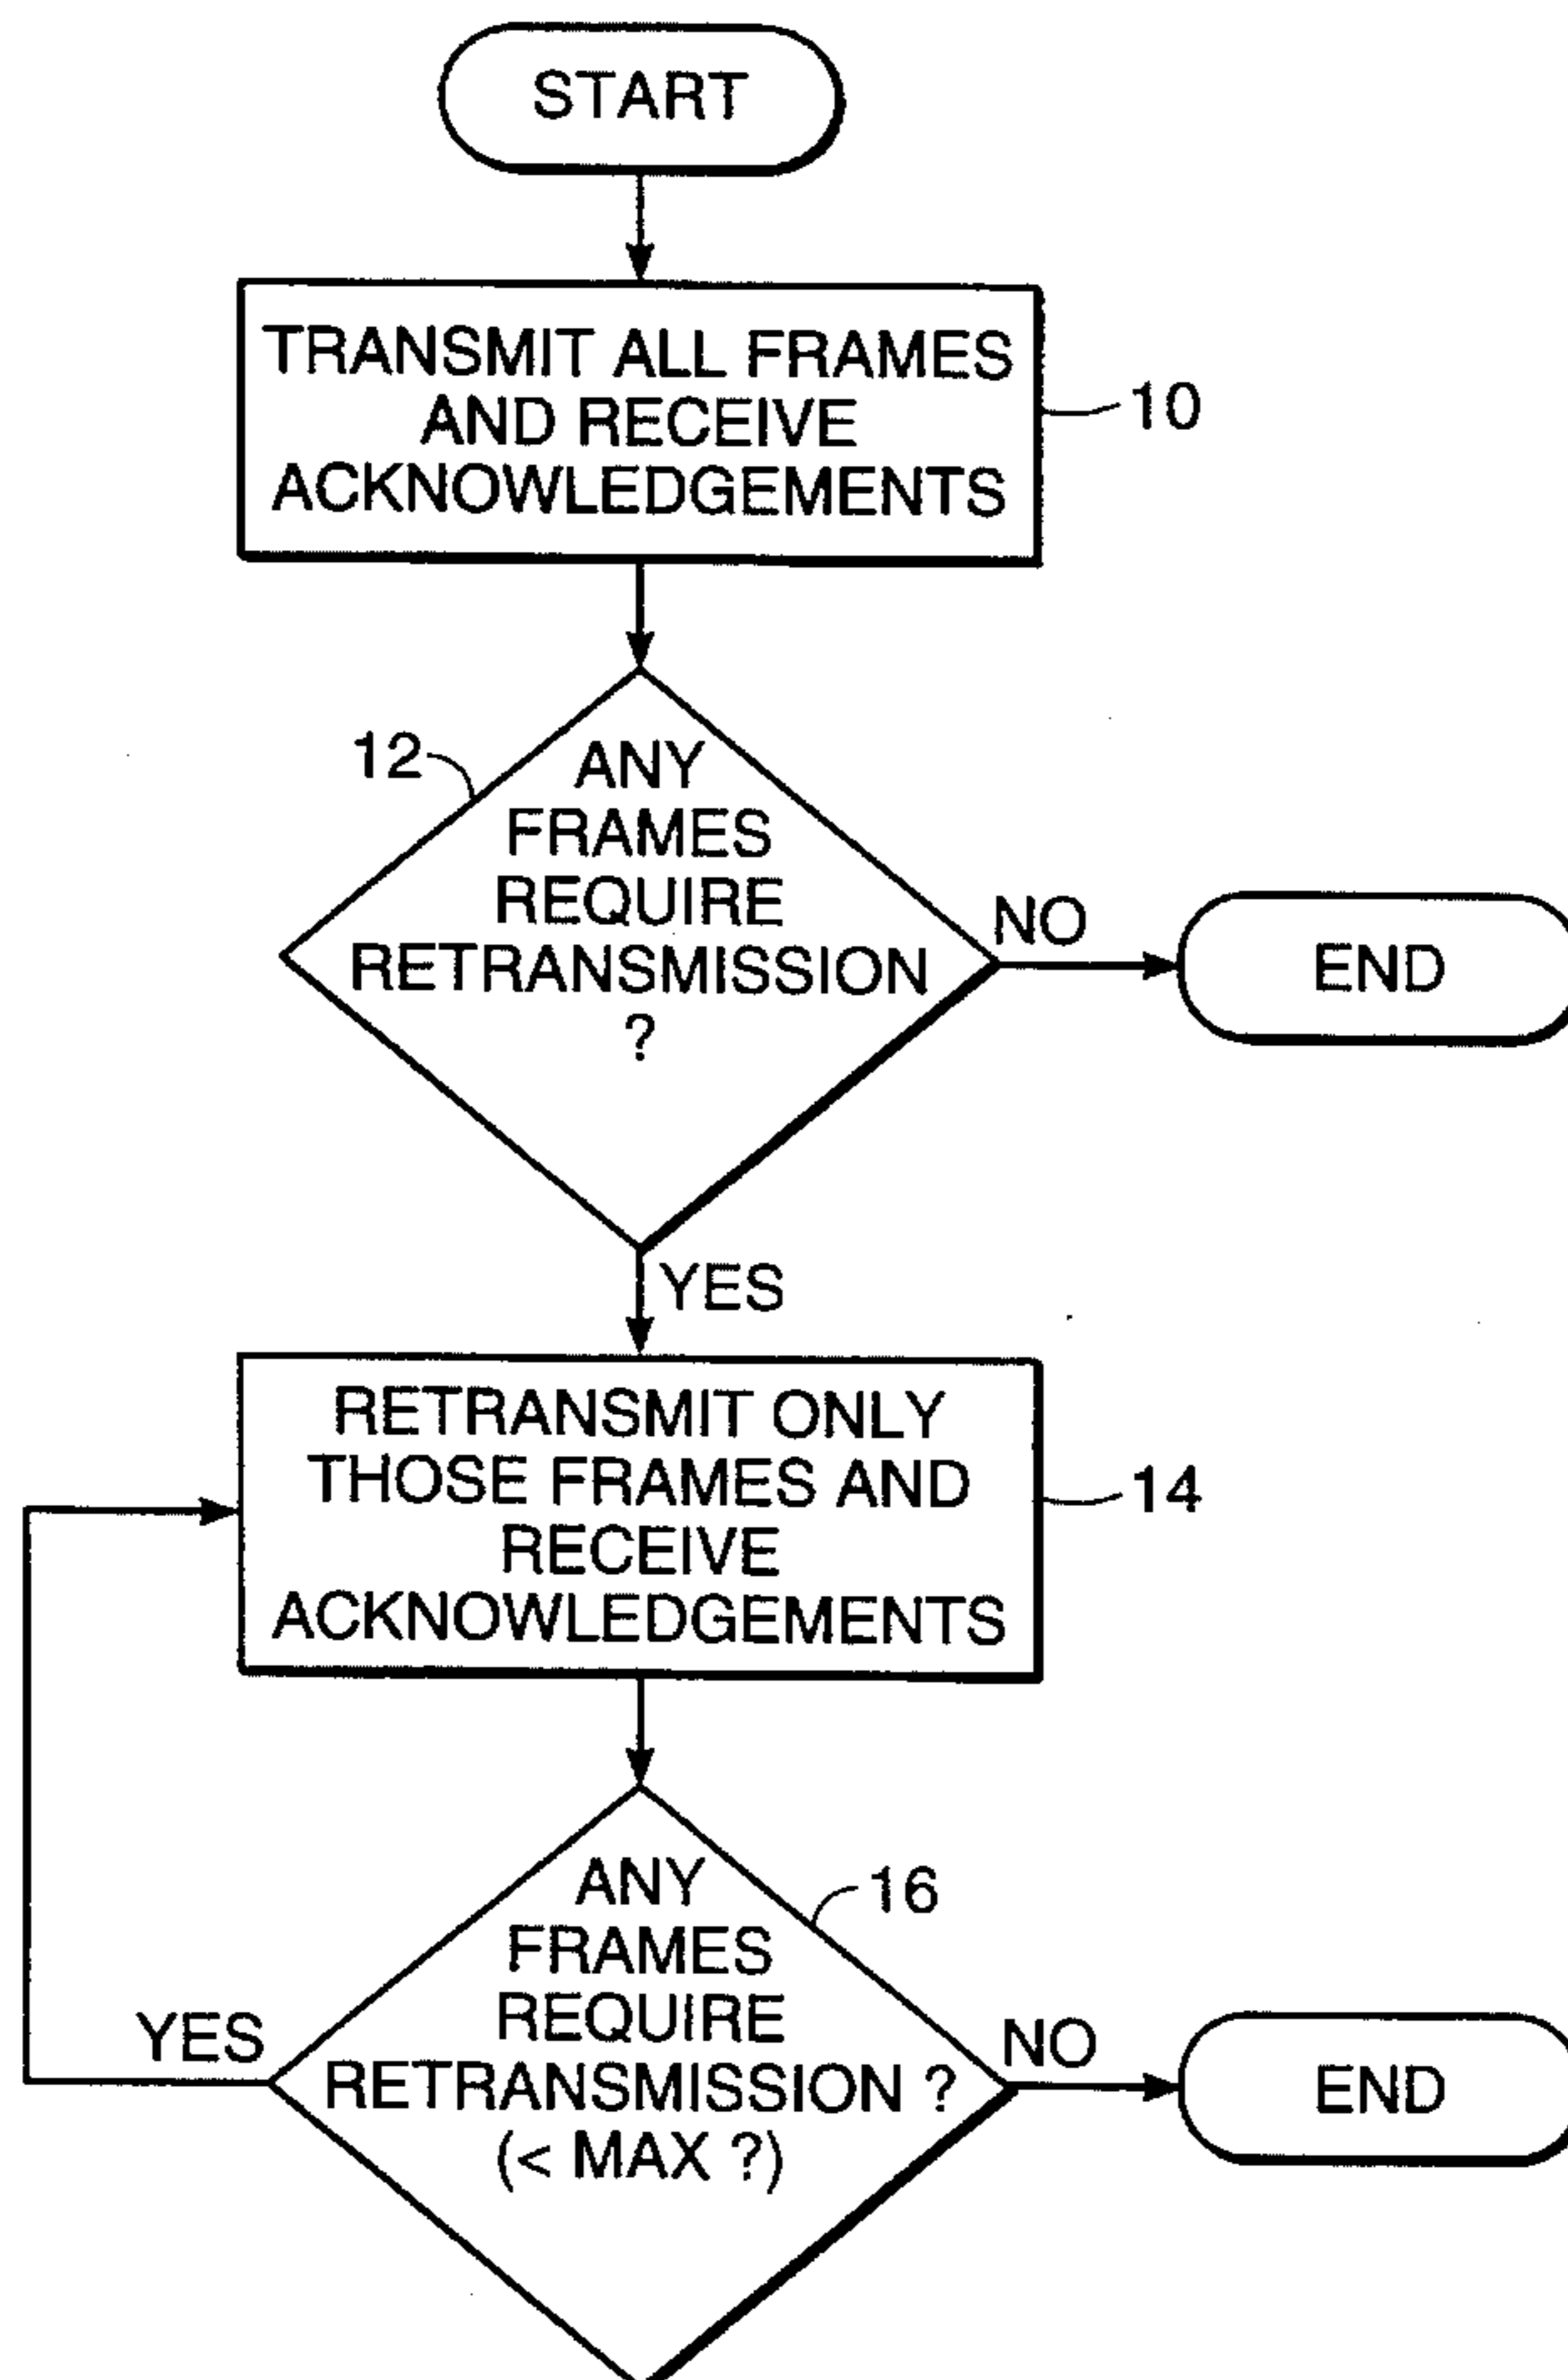 START
TRANSMIT ALL FRAMES
AND RECEIVE
ACKNOWLEDGEMENTS
10
12
ANY
FRAMES
REQUIRE
RETRANSMISSION
?
NO
END
YES
RETRANSMIT ONLY
THOSE FRAMES AND
RECEIVE
ACKNOWLEDGEMENTS
14
ANY
FRAMES
REQUIRE
RETRANSMISSION ?
(< MAX ?)
16
YES
NO
END